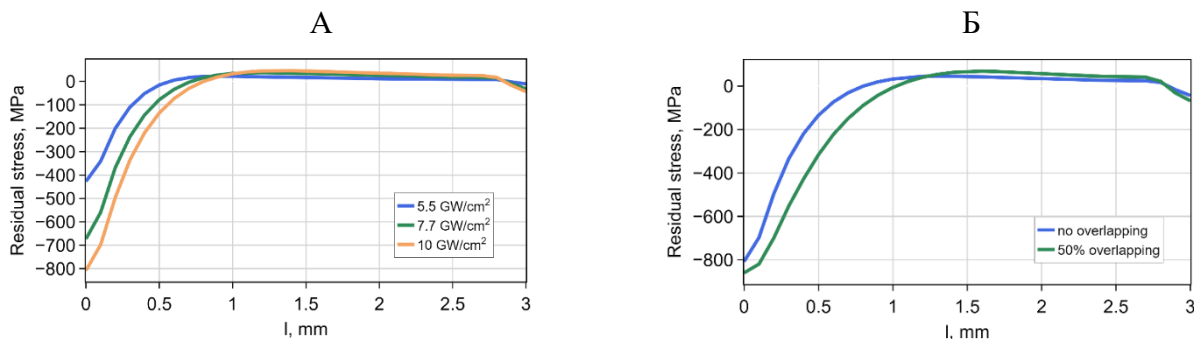 А
Residual stress, MPa
0
−100
−200
−300
−400
−500
−600
−700
−800
0
0.5
1
1.5
2
2.5
3
l, mm
5.5 GW/cm²
7.7 GW/cm²
10 GW/cm²
Б
Residual stress, MPa
0
−200
−400
−600
−800
0
0.5
1
1.5
2
2.5
3
l, mm
no overlapping
50% overlapping